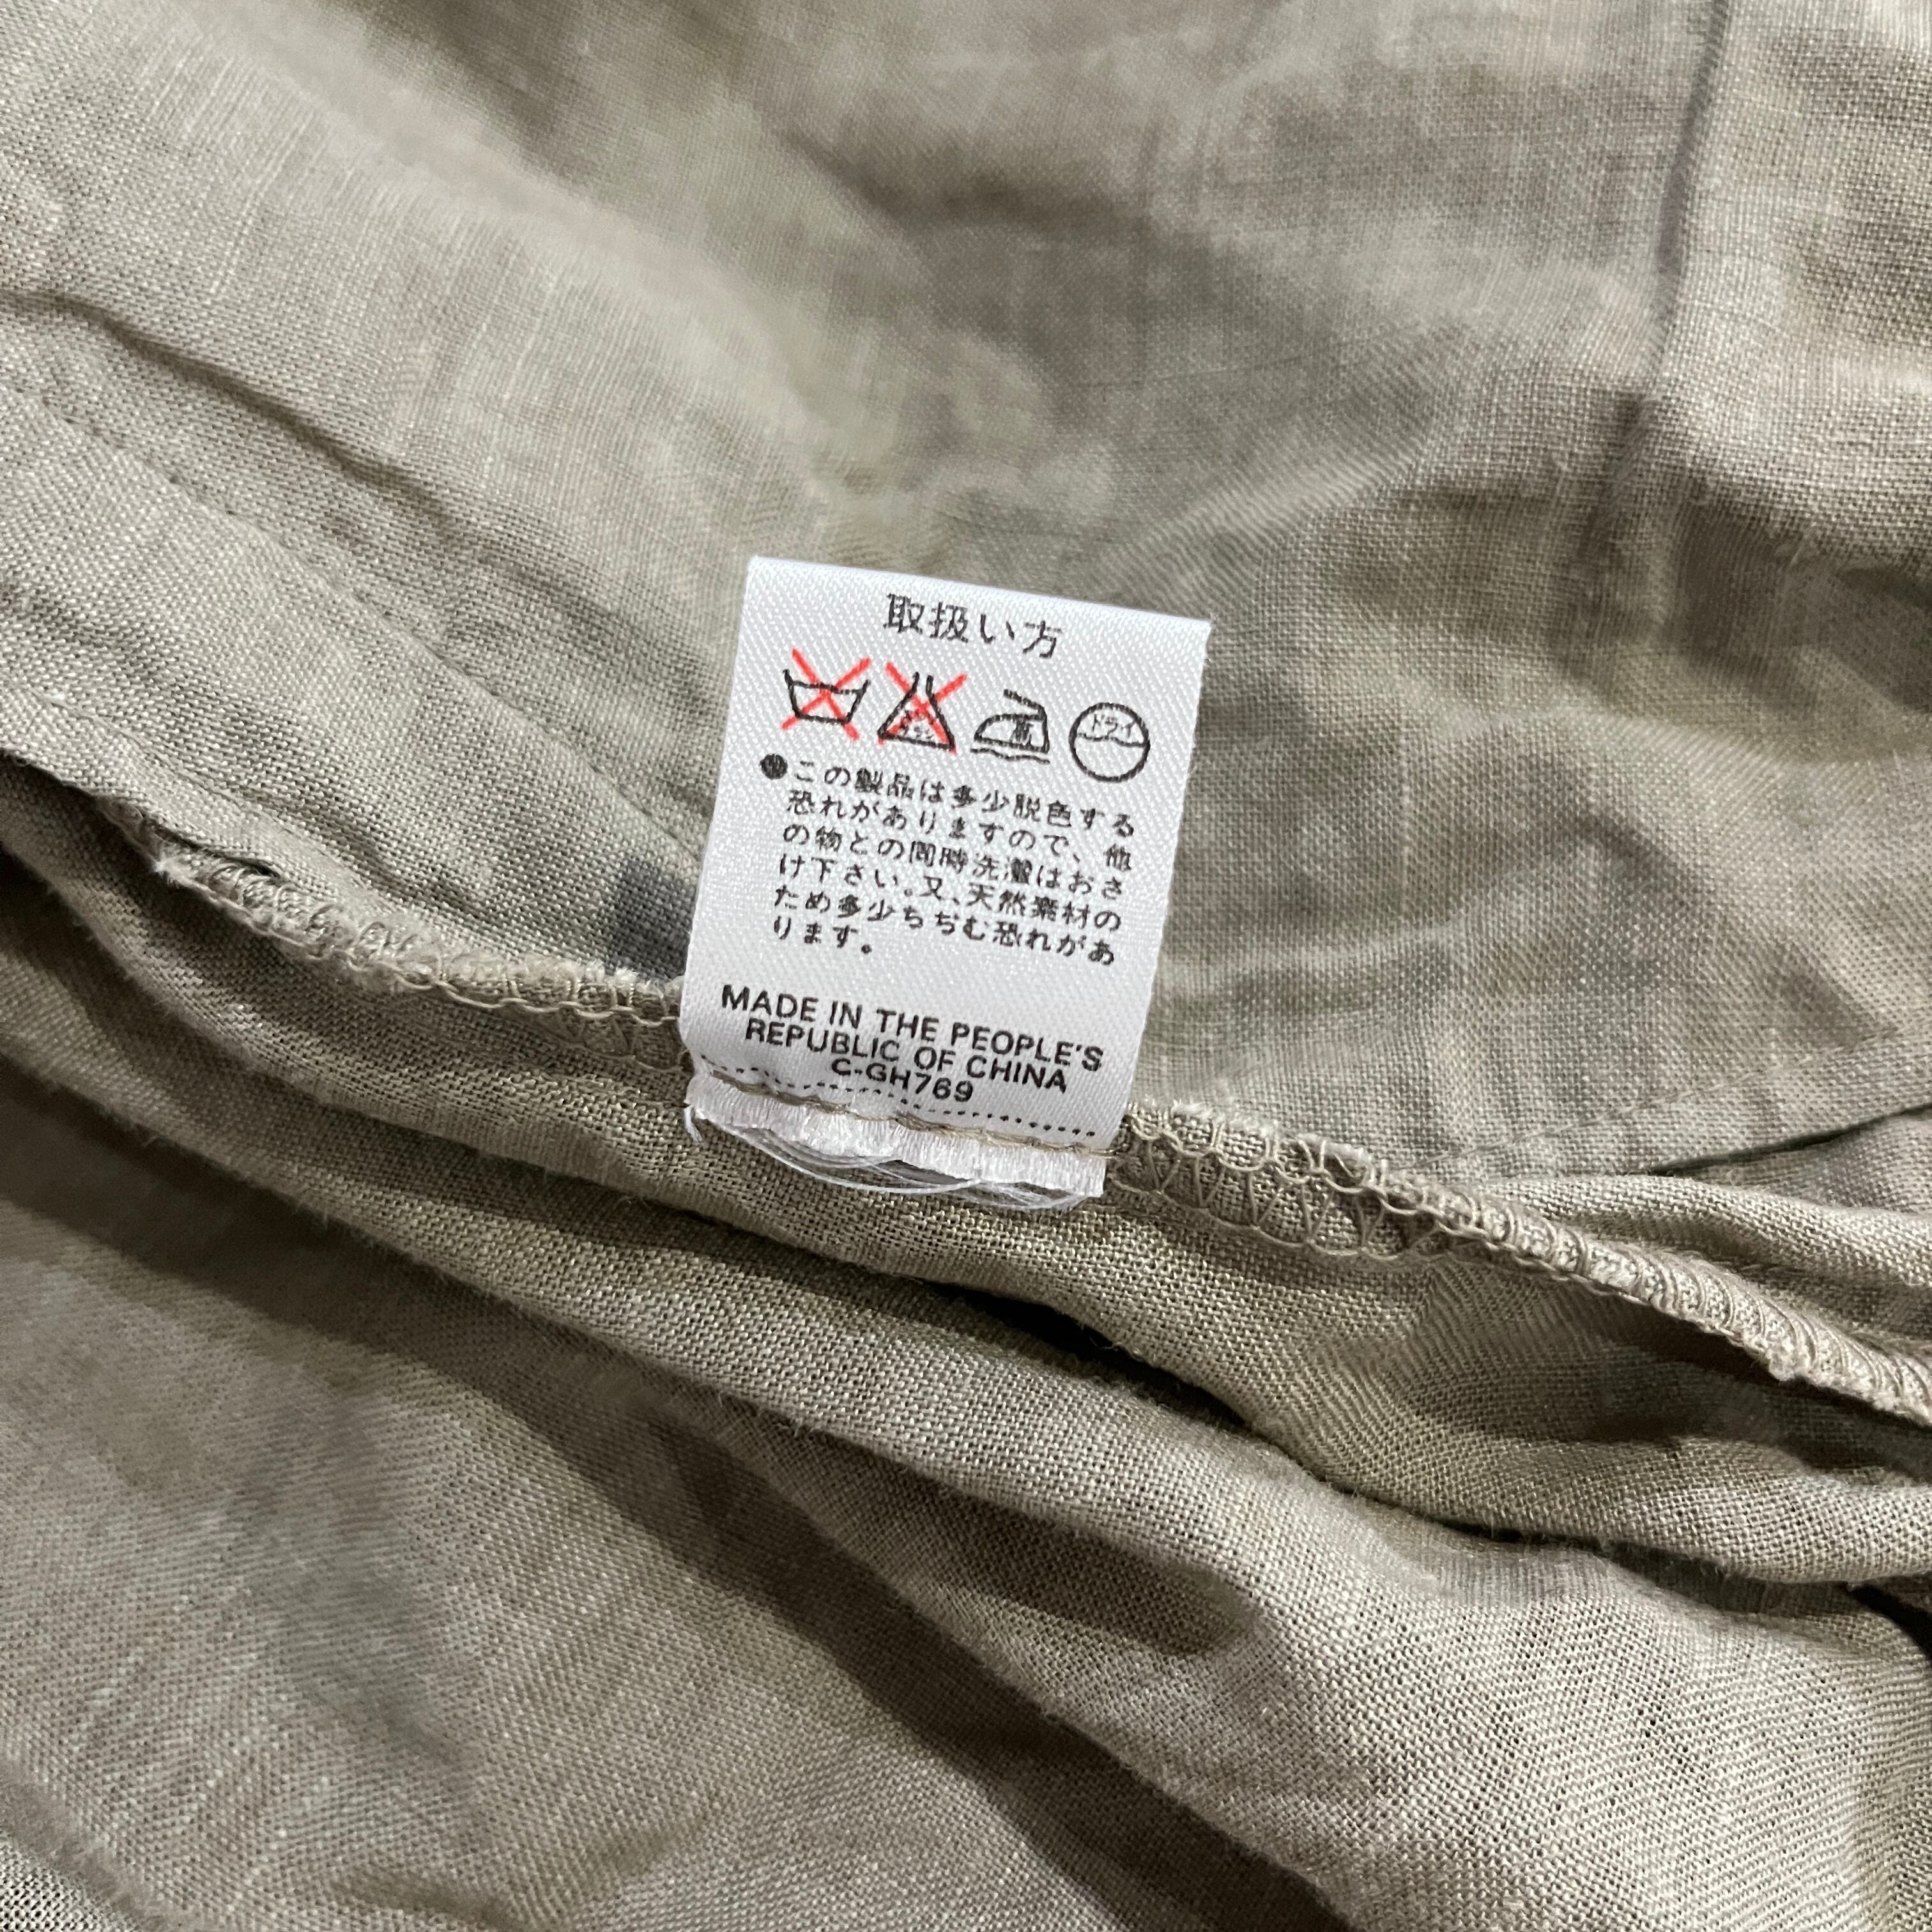 取扱い方
高 ドライ
●この製品は多少脱色する
恐れがありますので、他
の物との同時洗濯はおさ
け下さい。又、天然素材の
ため多少ちぢむ恐れがあ
ります。
MADE IN THE PEOPLE'S
REPUBLIC OF CHINA
C-GH769